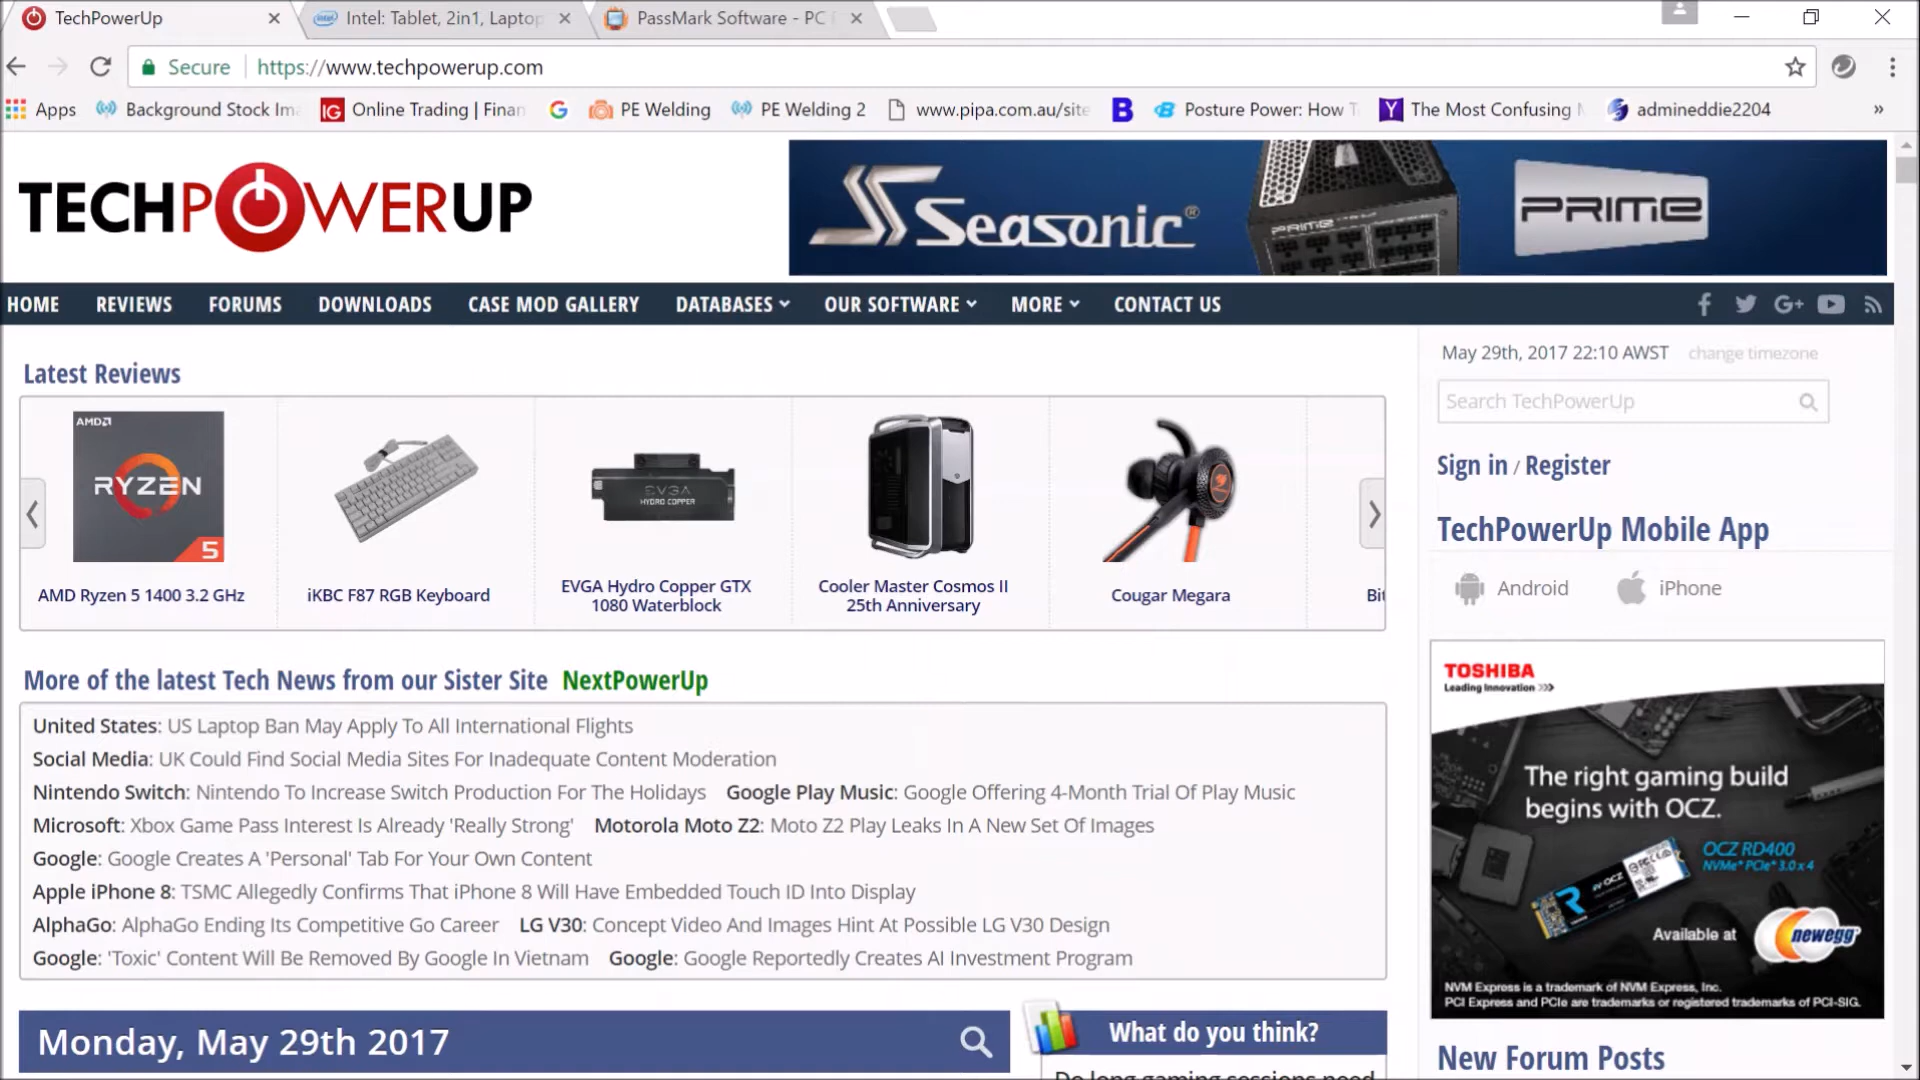 TechPowerUp
Intel: Tablet, 2in1, Laptop
PassMark Software - PC
Secure
https://www.techpowerup.com
Apps
Background Stock Ima
IG
Online Trading | Finan
G
PE Welding
PE Welding 2
www.pipa.com.au/site
B
Posture Power: How T
Y
The Most Confusing
admineddie2204
»
TECHPOWERUP
Seasonic®
PRIME
PRIME
HOME
REVIEWS
FORUMS
DOWNLOADS
CASE MOD GALLERY
DATABASES
OUR SOFTWARE
MORE
CONTACT US
May 29th, 2017 22:10 AWST
change timezone
Search TechPowerUp
Sign in / Register
TechPowerUp Mobile App
Android
iPhone
Latest Reviews
AMD
RYZEN
5
EVGA
HYDRO COPPER
AMD Ryzen 5 1400 3.2 GHz
iKBC F87 RGB Keyboard
EVGA Hydro Copper GTX
1080 Waterblock
Cooler Master Cosmos II
25th Anniversary
Cougar Megara
Bit
More of the latest Tech News from our Sister Site NextPowerUp
United States: US Laptop Ban May Apply To All International Flights
Social Media: UK Could Find Social Media Sites For Inadequate Content Moderation
Nintendo Switch: Nintendo To Increase Switch Production For The Holidays Google Play Music: Google Offering 4-Month Trial Of Play Music
Microsoft: Xbox Game Pass Interest Is Already 'Really Strong' Motorola Moto Z2: Moto Z2 Play Leaks In A New Set Of Images
Google: Google Creates A 'Personal' Tab For Your Own Content
Apple iPhone 8: TSMC Allegedly Confirms That iPhone 8 Will Have Embedded Touch ID Into Display
AlphaGo: AlphaGo Ending Its Competitive Go Career LG V30: Concept Video And Images Hint At Possible LG V30 Design
Google: 'Toxic' Content Will Be Removed By Google In Vietnam Google: Google Reportedly Creates AI Investment Program
TOSHIBA
Leading Innovation >>>
The right gaming build
begins with OCZ.
OCZ RD400
NVMe* PCIe* 3.0 x 4
Available at
newegg
NVM Express is a trademark of NVM Express, Inc.
PCI Express and PCIe are trademarks or registered trademarks of PCI-SIG.
Monday, May 29th 2017
What do you think?
Do long gaming sessions need
New Forum Posts